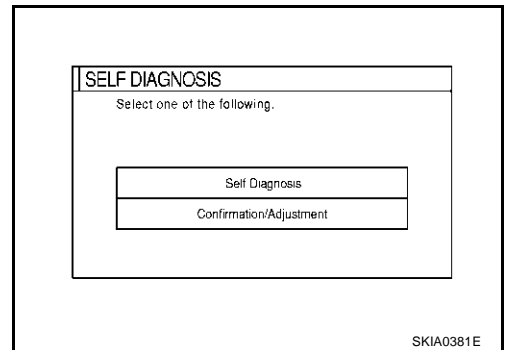 SELF DIAGNOSIS
Select one of the following.
Self Diagnosis
Confirmation/Adjustment
SKIA0381E